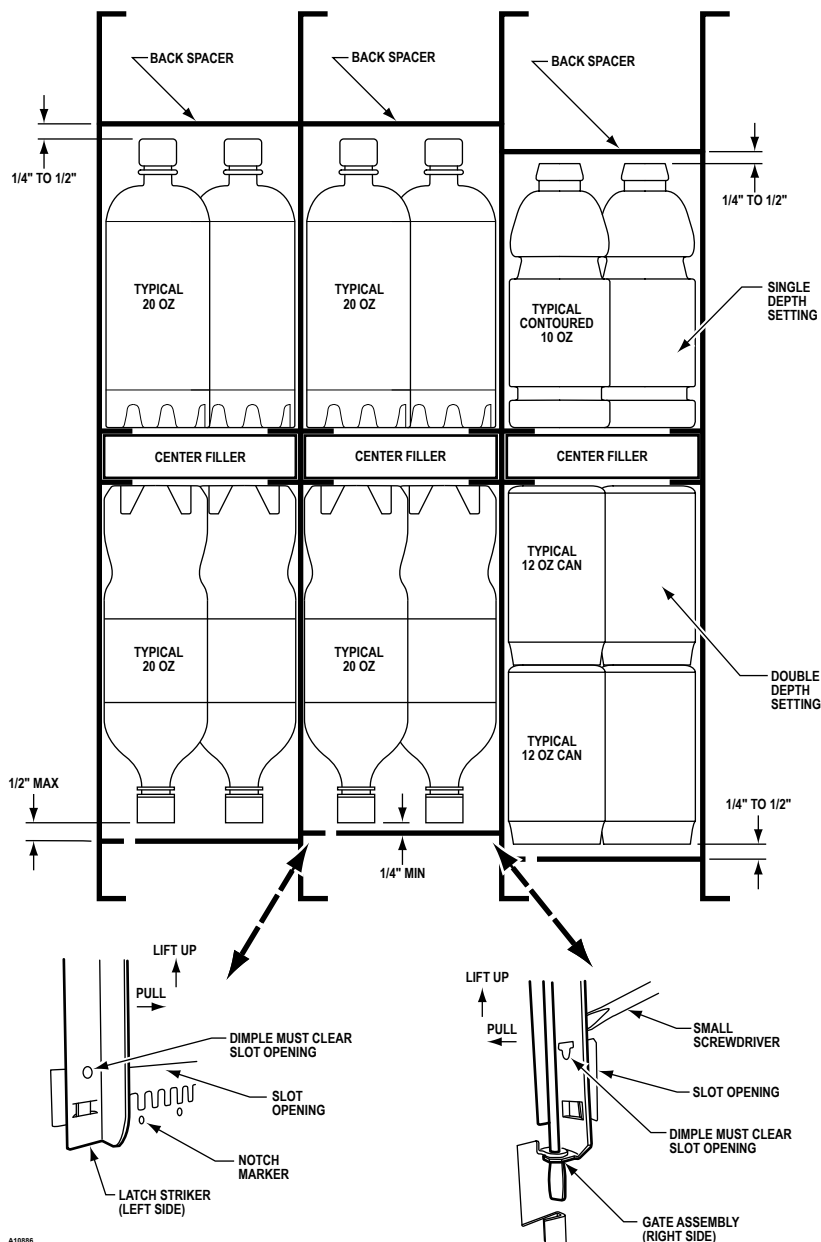 BACK SPACER
BACK SPACER
BACK SPACER
1/4" TO 1/2"
1/4" TO 1/2"
TYPICAL
20 OZ
TYPICAL
20 OZ
TYPICAL
CONTOURED
10 OZ
SINGLE
DEPTH
SETTING
CENTER FILLER
CENTER FILLER
CENTER FILLER
TYPICAL
12 OZ CAN
TYPICAL
20 OZ
TYPICAL
20 OZ
DOUBLE
DEPTH
SETTING
TYPICAL
12 OZ CAN
1/2" MAX
1/4" TO 1/2"
1/4" MIN
LIFT UP
PULL
DIMPLE MUST CLEAR
SLOT OPENING
SLOT
OPENING
NOTCH
MARKER
LATCH STRIKER
(LEFT SIDE)
LIFT UP
PULL
SMALL
SCREWDRIVER
SLOT OPENING
DIMPLE MUST CLEAR
SLOT OPENING
GATE ASSEMBLY
(RIGHT SIDE)
A10886